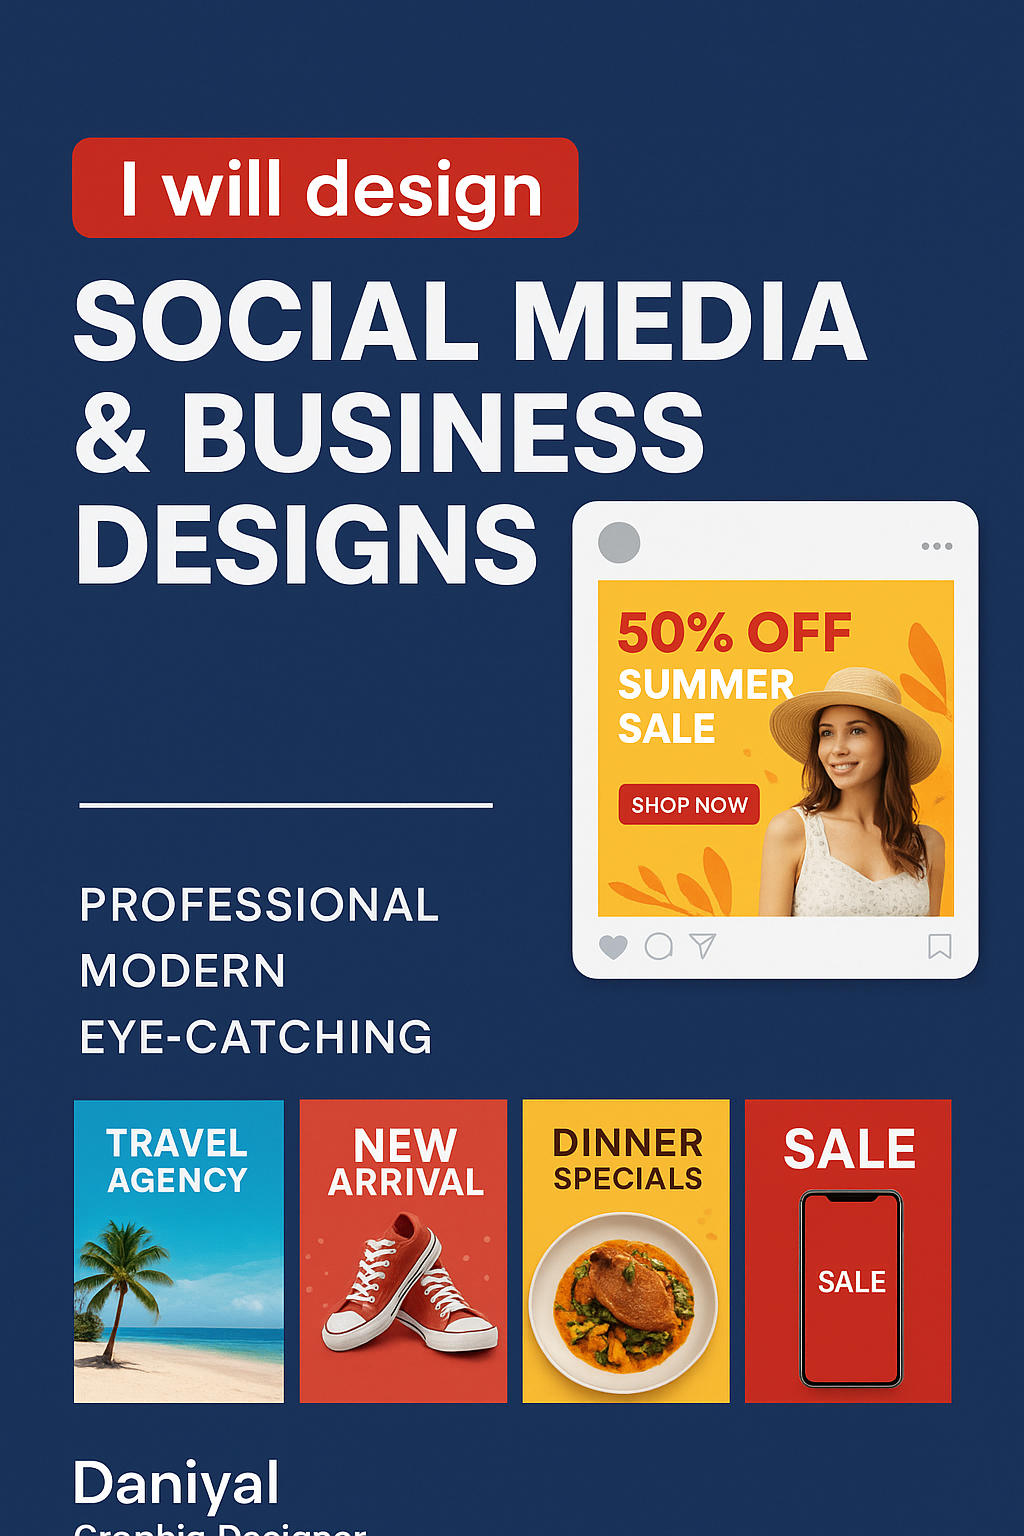 I will design
SOCIAL MEDIA
& BUSINESS
DESIGNS
50% OFF
SUMMER
SALE
SHOP NOW
PROFESSIONAL
MODERN
EYE-CATCHING
TRAVEL
AGENCY
NEW
ARRIVAL
DINNER
SPECIALS
SALE
SALE
Daniyal